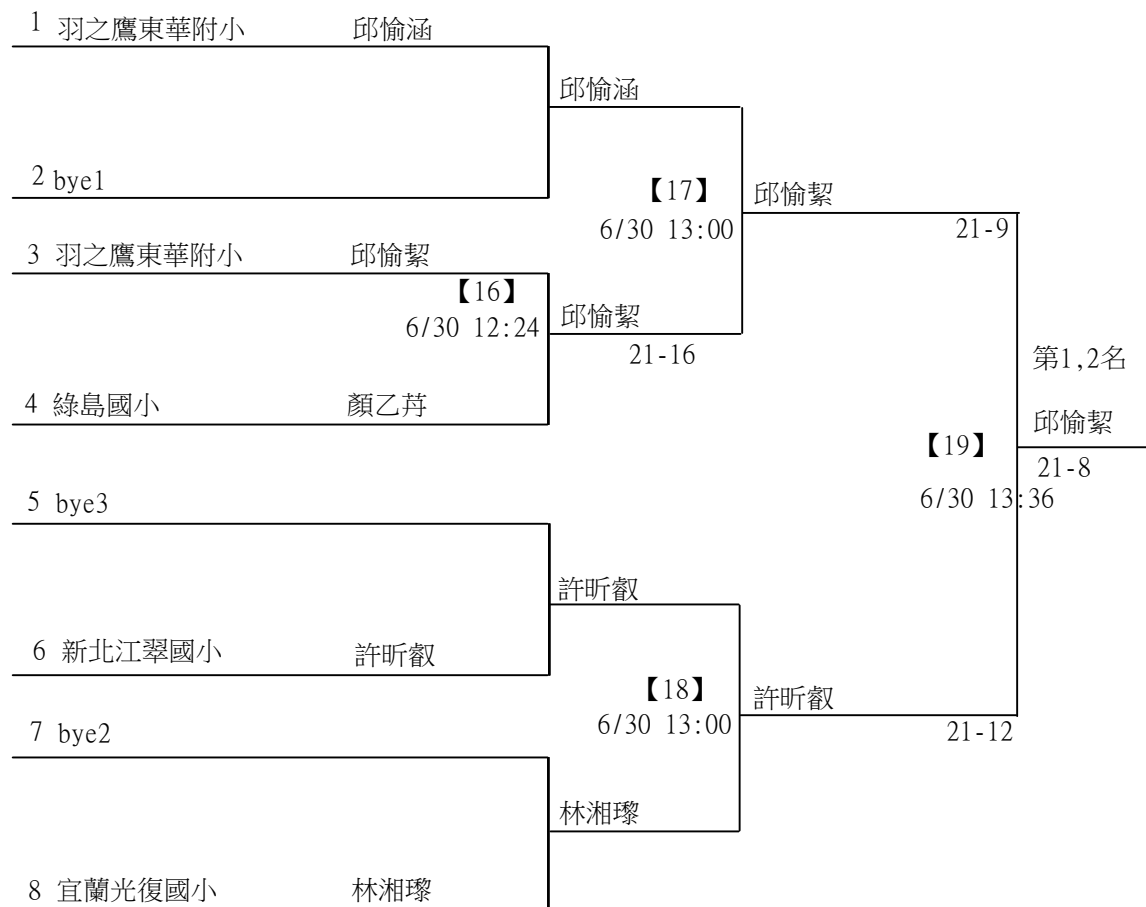 1 羽之鷹東華附小 邱愉涵
邱愉涵
2 bye1
【17】
6/30 13:00
邱愉絜
21-9
3 羽之鷹東華附小 邱愉絜
【16】
6/30 12:24
邱愉絜
21-16
第1,2名
4 綠島國小 顏乙苒
邱愉絜
【19】
21-8
6/30 13:36
5 bye3
許昕叡
6 新北江翠國小 許昕叡
【18】
6/30 13:00
許昕叡
21-12
7 bye2
林湘瓈
8 宜蘭光復國小 林湘瓈